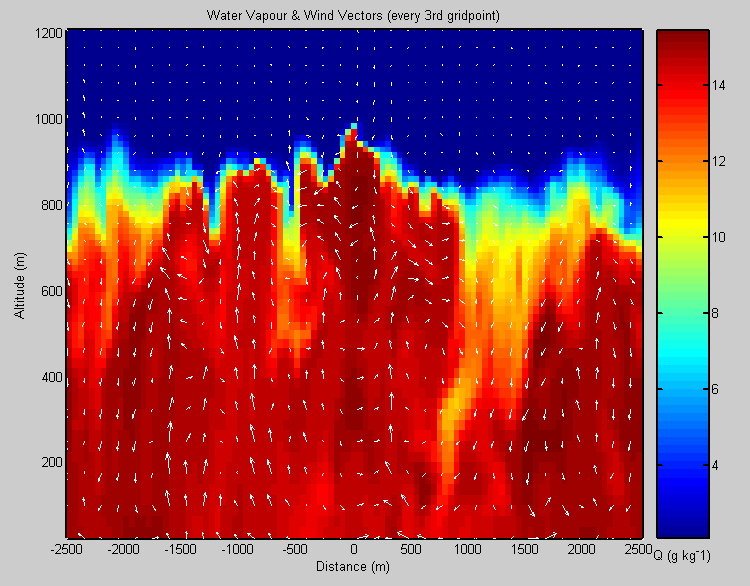 Water Vapour & Wind Vectors (every 3rd gridpoint)
1200
1000
800
600
400
200
Altitude (m)
-2500 -2000 -1500 -1000 -500 0 500 1000 1500 2000 2500
Distance (m)
14
12
10
8
6
4
Q (g kg-1)